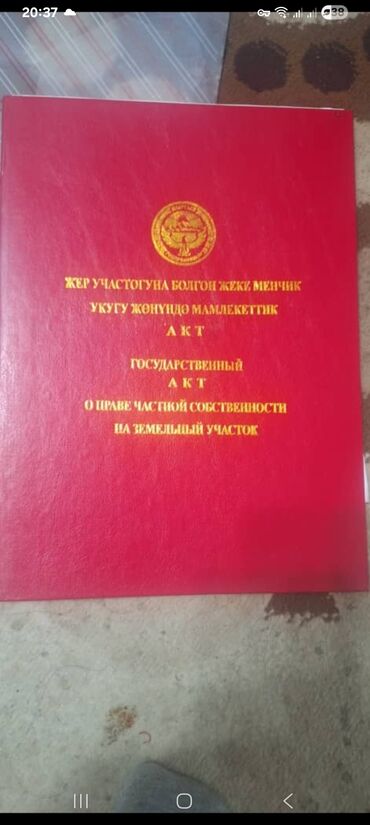 20:37
38
ЖЕР УЧАСТОГУНА БОЛГОН ЖЕКЕ МЕНЧИК
УКУГУ ЖӨНҮНДӨ МАМЛЕКЕТТИК
АКТ
ГОСУДАРСТВЕННЫЙ
АКТ
О ПРАВЕ ЧАСТНОЙ СОБСТВЕННОСТИ
НА ЗЕМЕЛЬНЫЙ УЧАСТОК